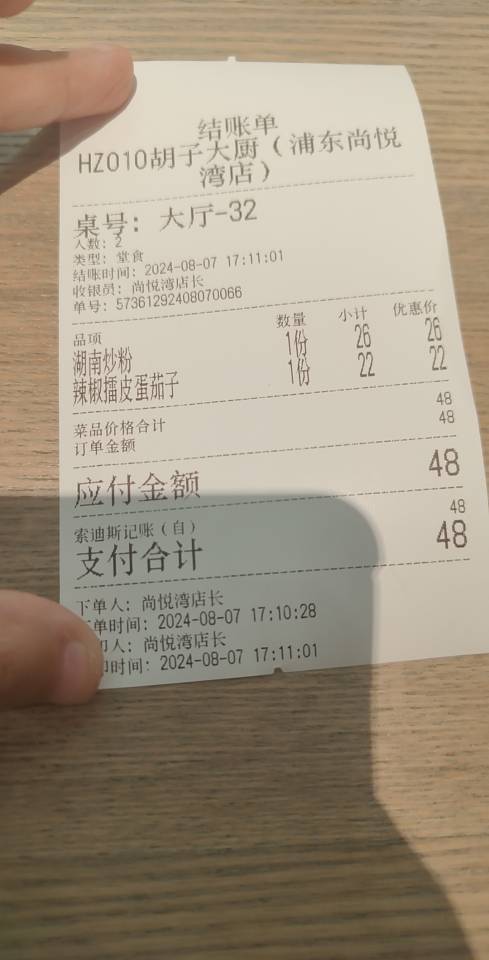 结账单
HZ010胡子大厨（浦东尚悦
湾店）
桌号：大厅-32
人数：2
类型：堂食
结账时间：2024-08-07 17:11:01
收银员：尚悦湾店长
单号：57361292408070066
品项 数量 小计 优惠价
湖南炒粉 1份 26 26
辣椒擂皮蛋茄子 1份 22 22
菜品价格合计 48
订单金额 48
应付金额 48
索迪斯记账（自） 48
支付合计 48
下单人：尚悦湾店长
单时间：2024-08-07 17:10:28
印人：尚悦湾店长
印时间：2024-08-07 17:11:01